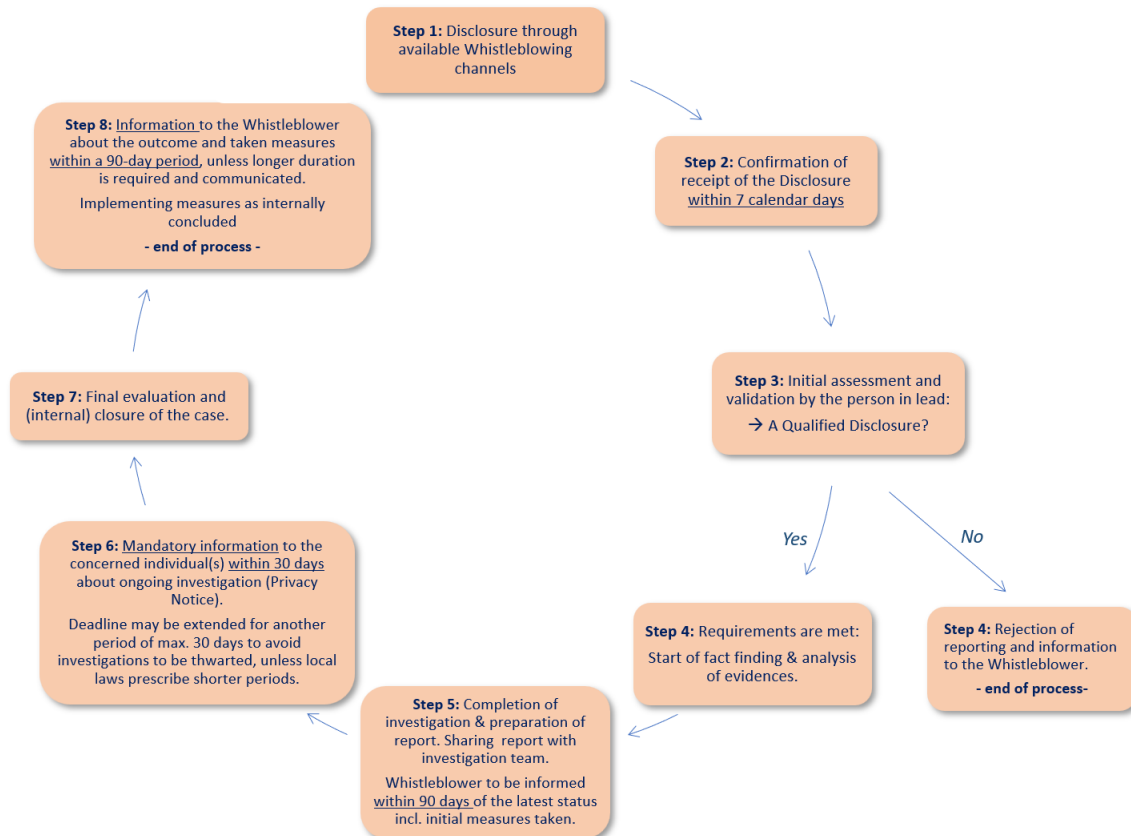 Step 1: Disclosure through
available Whistleblowing
channels
Step 2: Confirmation of
receipt of the Disclosure
within 7 calendar days
Step 3: Initial assessment and
validation by the person in lead:
→ A Qualified Disclosure?
Yes
No
Step 4: Requirements are met:
Start of fact finding & analysis
of evidences.
Step 4: Rejection of
reporting and information
to the Whistleblower.
- end of process-
Step 5: Completion of
investigation & preparation of
report. Sharing report with
investigation team.
Whistleblower to be informed
within 90 days of the latest status
incl. initial measures taken.
Step 6: Mandatory information to the
concerned individual(s) within 30 days
about ongoing investigation (Privacy
Notice).
Deadline may be extended for another
period of max. 30 days to avoid
investigations to be thwarted, unless local
laws prescribe shorter periods.
Step 7: Final evaluation and
(internal) closure of the case.
Step 8: Information to the Whistleblower
about the outcome and taken measures
within a 90-day period, unless longer duration
is required and communicated.
Implementing measures as internally
concluded
- end of process -